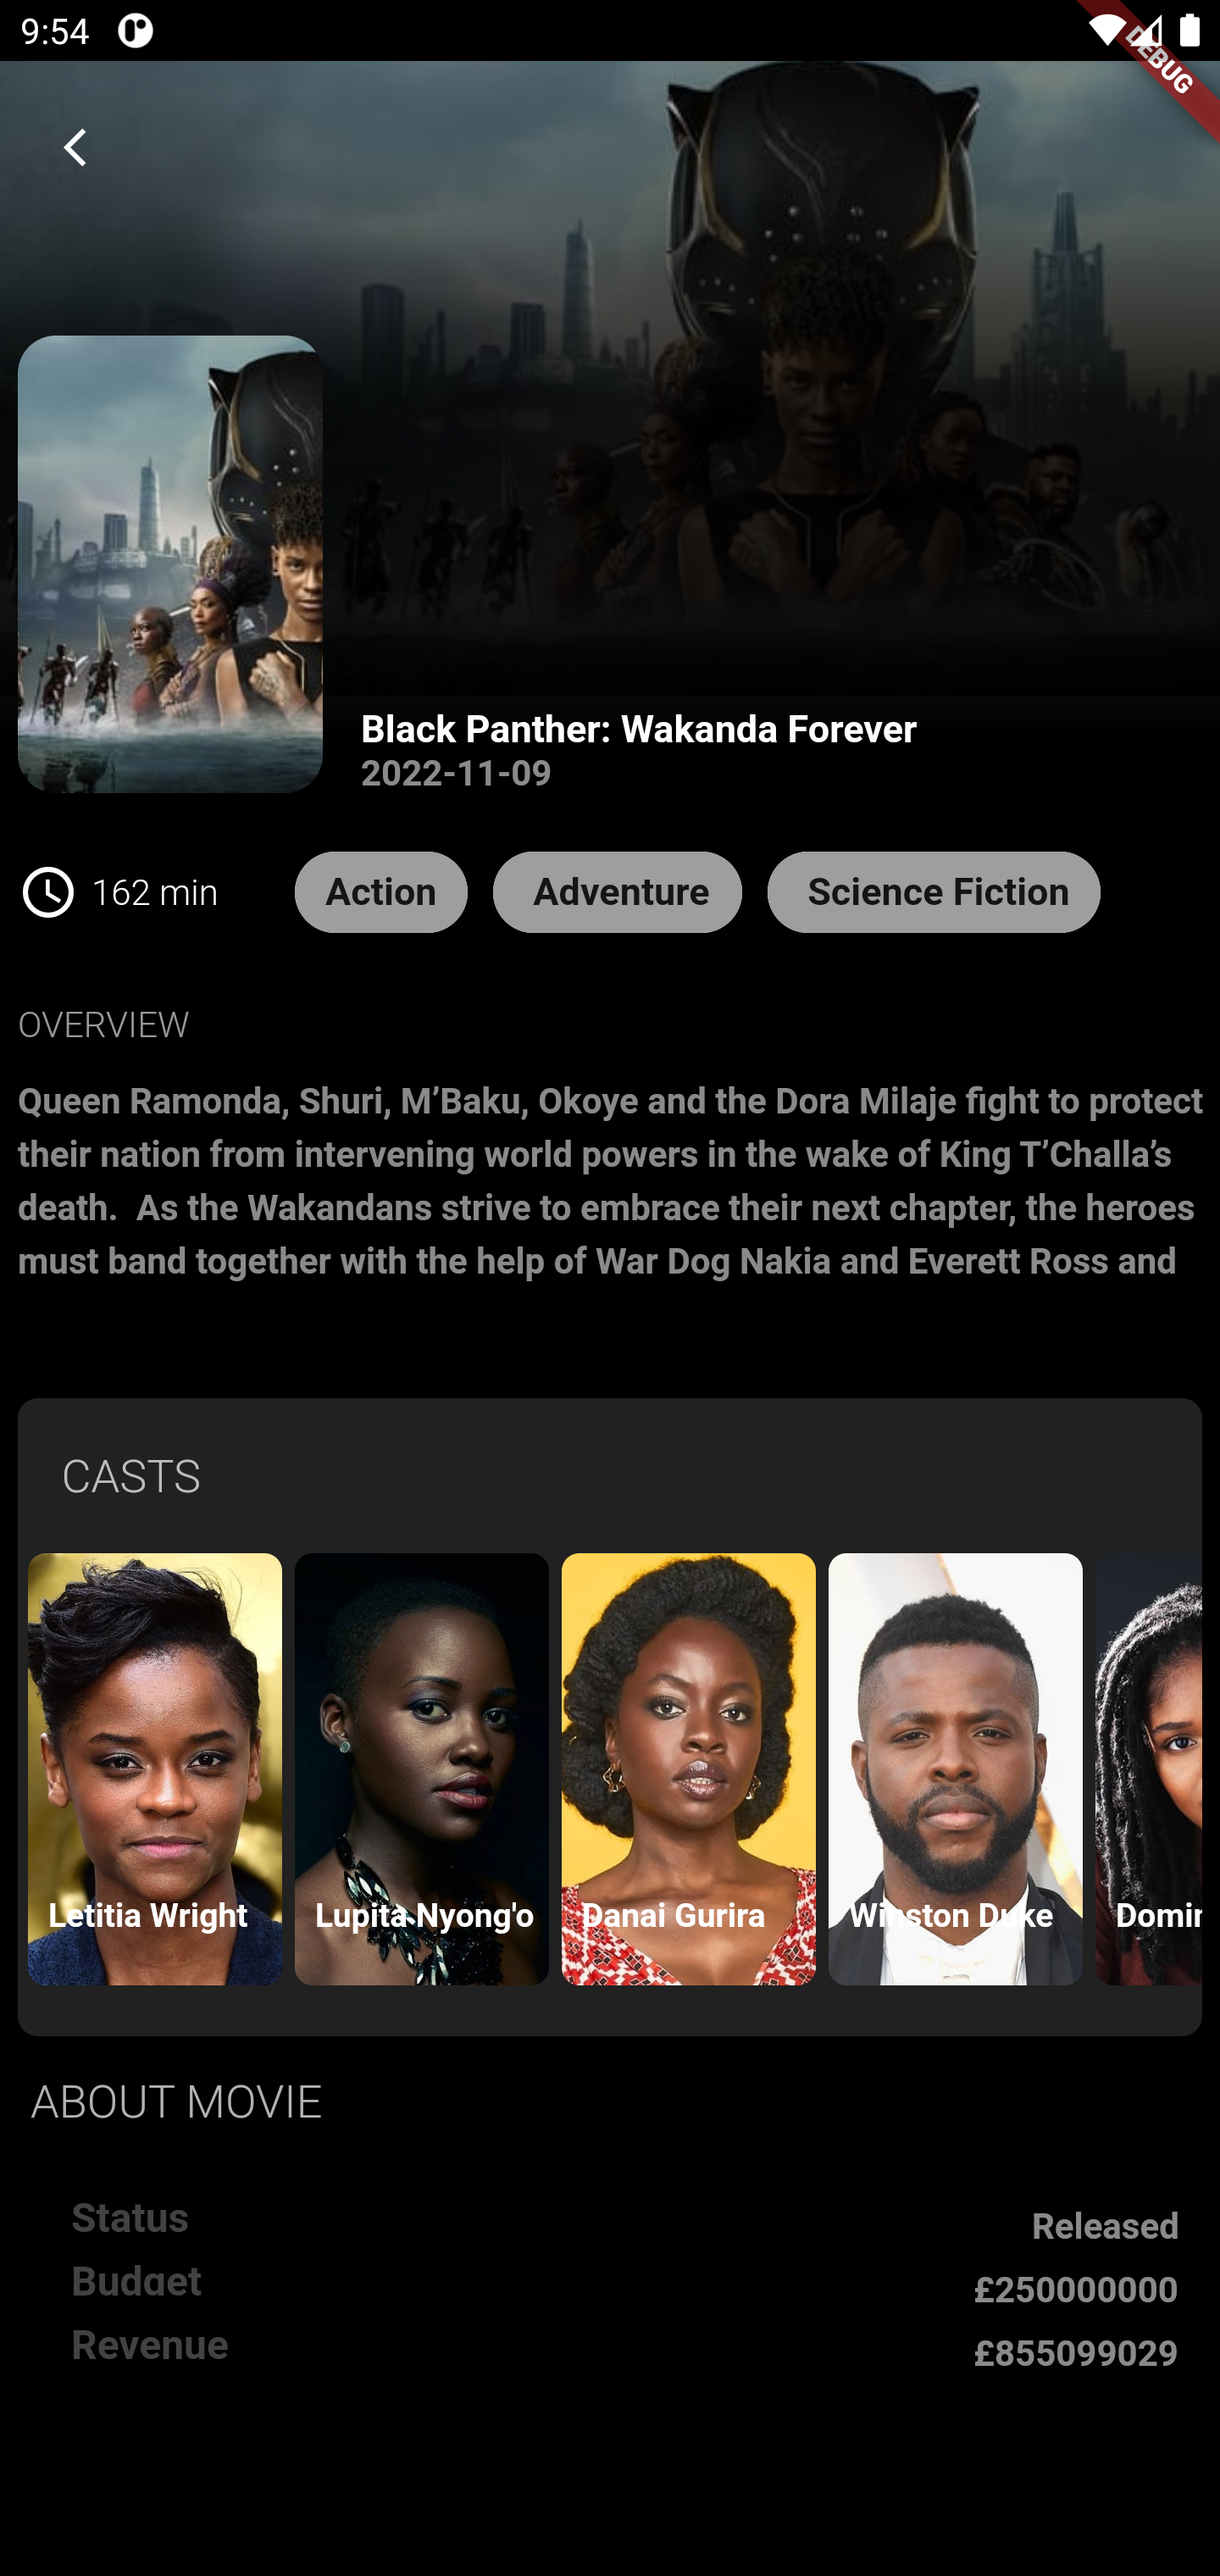 9:54
DEBUG
Black Panther: Wakanda Forever
2022-11-09
162 min
Action
Adventure
Science Fiction
OVERVIEW
Queen Ramonda, Shuri, M’Baku, Okoye and the Dora Milaje fight to protect
their nation from intervening world powers in the wake of King T’Challa’s
death.  As the Wakandans strive to embrace their next chapter, the heroes
must band together with the help of War Dog Nakia and Everett Ross and
CASTS
Letitia Wright
Lupita Nyong'o
Danai Gurira
Winston Duke
ABOUT MOVIE
Status
Released
Budget
£250000000
Revenue
£855099029